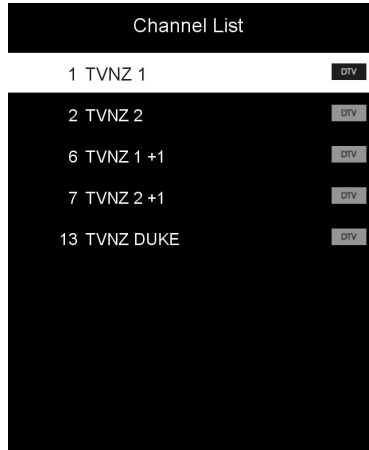 Channel List
1 TVNZ 1 DTV
2 TVNZ 2 DTV
6 TVNZ 1 +1 DTV
7 TVNZ 2 +1 DTV
13 TVNZ DUKE DTV